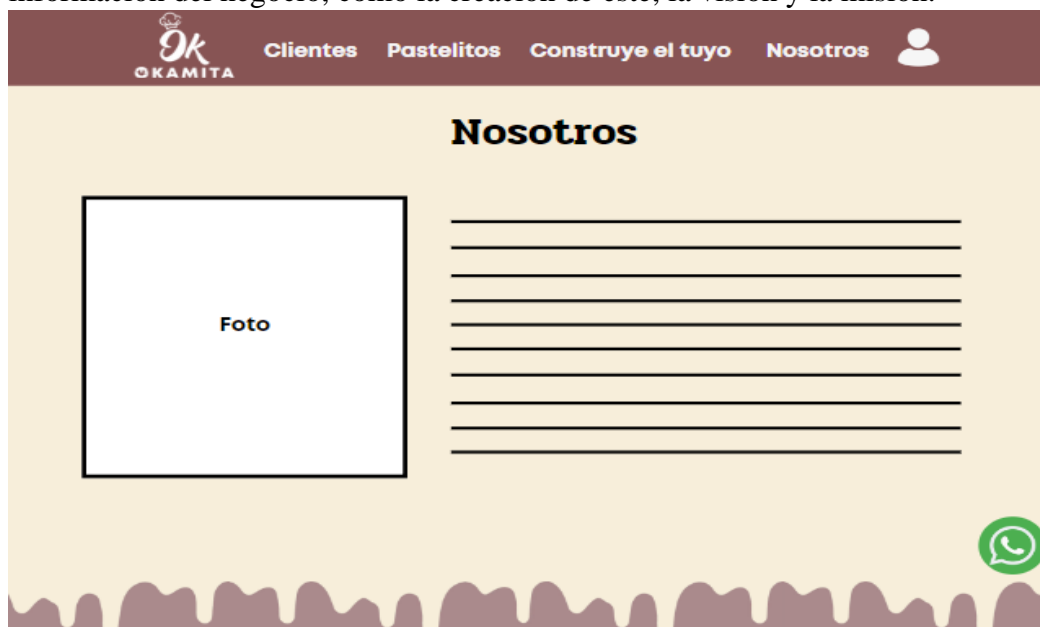 información del negocio, como la creación de este, la visión y la misión.
Ok
OKAMITA
Clientes
Pastelitos
Construye el tuyo
Nosotros
Nosotros
Foto